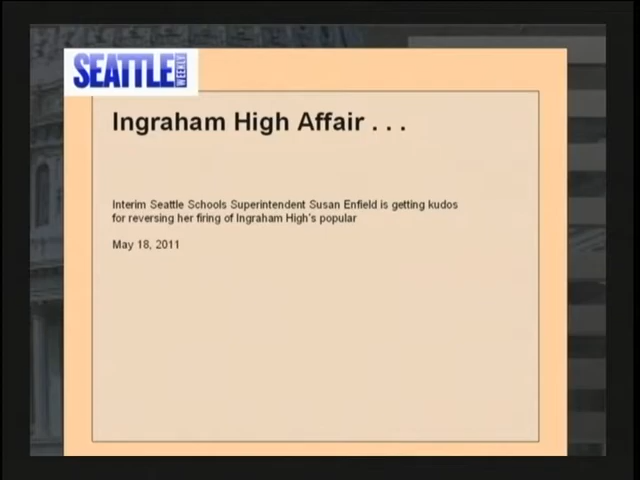 SEATTLE WEEKLY
Ingraham High Affair . . .
Interim Seattle Schools Superintendent Susan Enfield is getting kudos
for reversing her firing of Ingraham High's popular
May 18, 2011